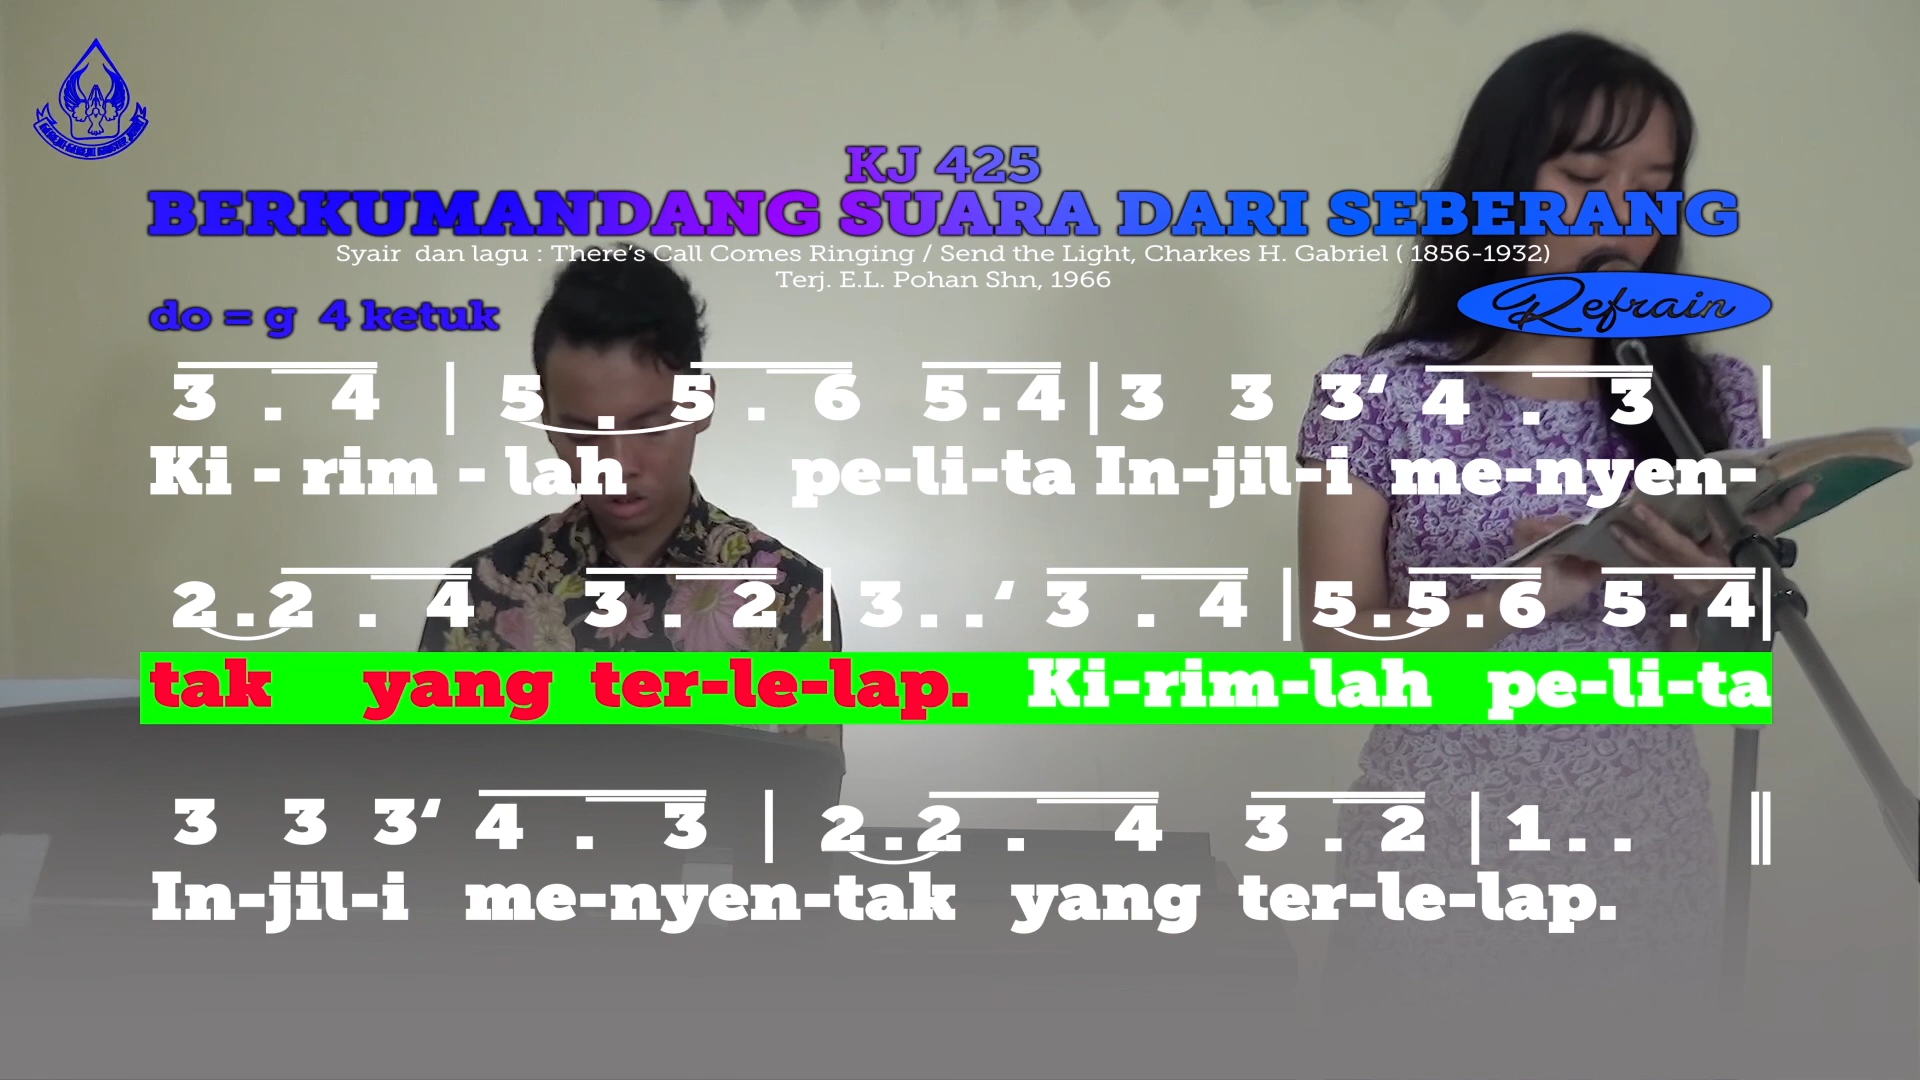 KJ 425
BERKUMANDANG SUARA DARI SEBERANG
Syair dan lagu : There's Call Comes Ringing / Send the Light, Charkes H. Gabriel ( 1856-1932)
Terj. E.L. Pohan Shn, 1966
do = g 4 ketuk
Refrain
3 . 4 | 5 . 5 . 6 5 . 4 | 3 3 3‘ 4 . 3 |
Ki - rim - lah pe-li-ta In-jil-i me-nyen-
2 . 2 . 4 3 . 2 | 3 . . ‘ 3 . 4 | 5 . 5 . 6 5 . 4 |
tak yang ter-le-lap. Ki-rim-lah pe-li-ta
3 3 3‘ 4 . 3 | 2 . 2 . 4 3 . 2 | 1 . . ||
In-jil-i me-nyen-tak yang ter-le-lap.